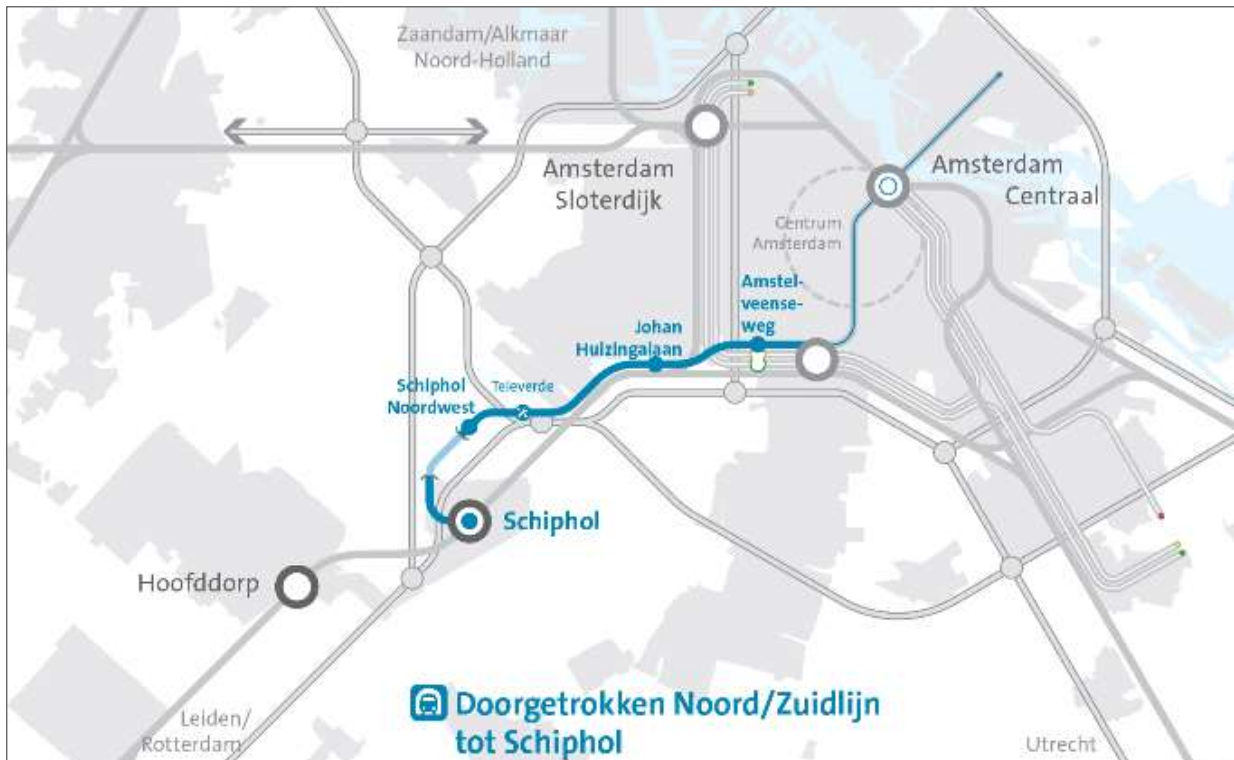 Zaandam/Alkmaar
Noord-Holland
Amsterdam
Sloterdijk
Amsterdam
Centraal
Centrum
Amsterdam
Amstel-
veense-
weg
Johan
Huizingalaan
Schiphol
Noordwest
Televerde
Schiphol
Hoofddorp
Leiden/
Rotterdam
Doorgetrokken Noord/Zuidlijn
tot Schiphol
Utrecht